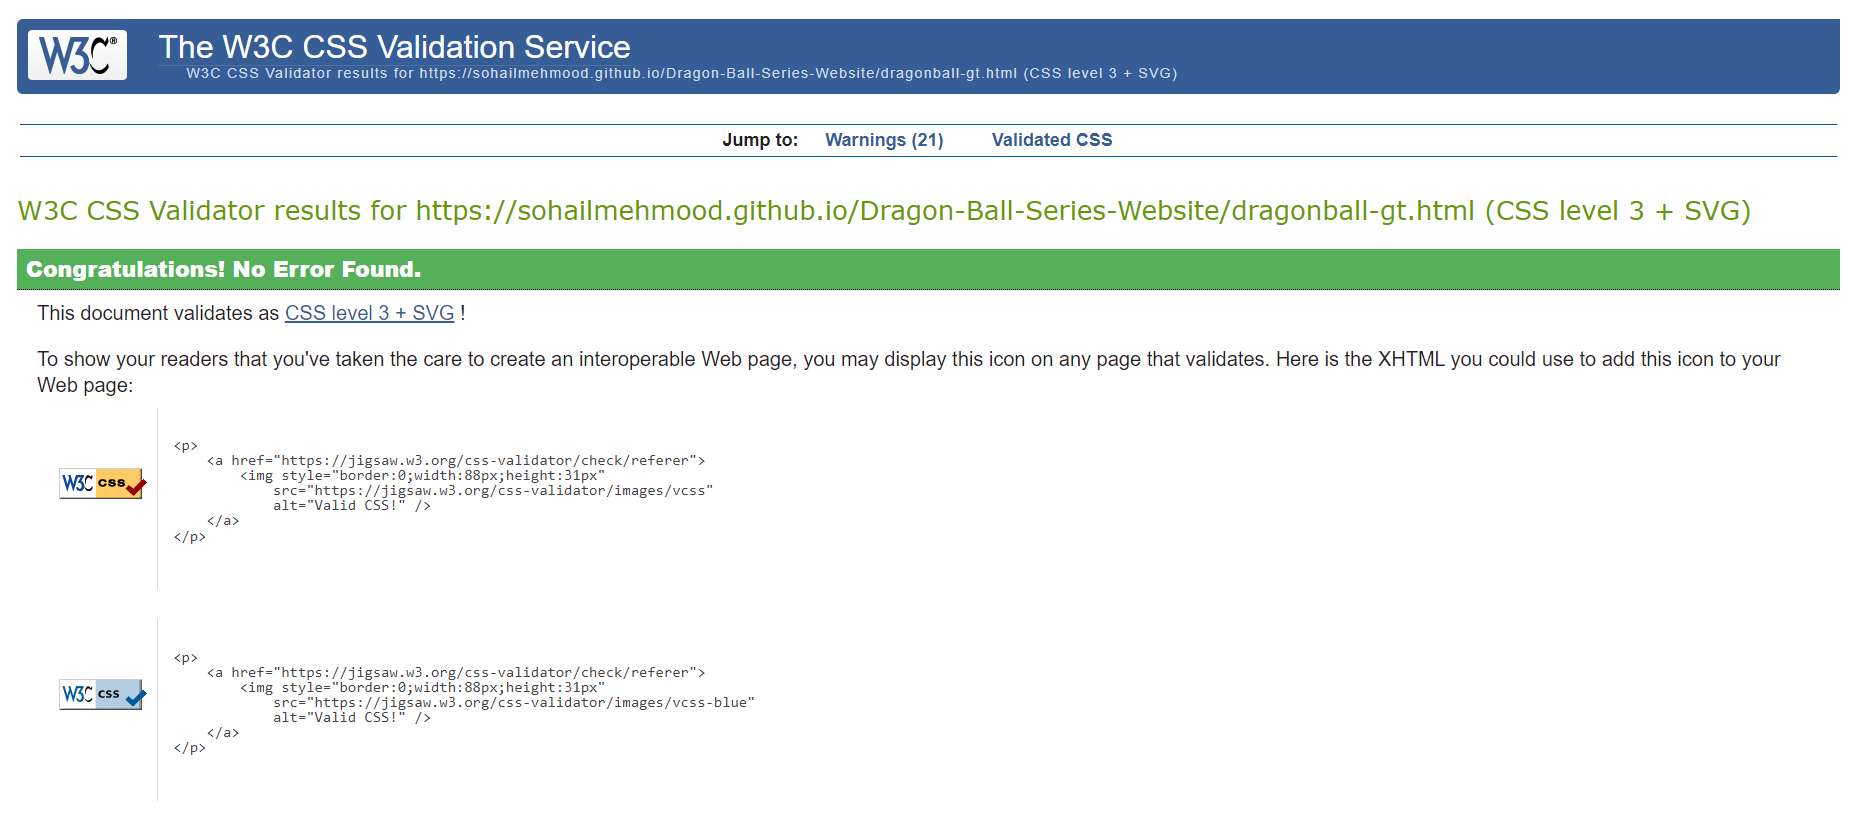 W3C®
The W3C CSS Validation Service
W3C CSS Validator results for https://sohailmehmood.github.io/Dragon-Ball-Series-Website/dragonball-gt.html (CSS level 3 + SVG)
Jump to: Warnings (21) Validated CSS
W3C CSS Validator results for https://sohailmehmood.github.io/Dragon-Ball-Series-Website/dragonball-gt.html (CSS level 3 + SVG)
Congratulations! No Error Found.
This document validates as CSS level 3 + SVG !
To show your readers that you've taken the care to create an interoperable Web page, you may display this icon on any page that validates. Here is the XHTML you could use to add this icon to your
Web page:
W3C css
<p>
    <a href="https://jigsaw.w3.org/css-validator/check/referer">
        <img style="border:0;width:88px;height:31px"
            src="https://jigsaw.w3.org/css-validator/images/vcss"
            alt="Valid CSS!" />
    </a>
</p>
W3C css
<p>
    <a href="https://jigsaw.w3.org/css-validator/check/referer">
        <img style="border:0;width:88px;height:31px"
            src="https://jigsaw.w3.org/css-validator/images/vcss-blue"
            alt="Valid CSS!" />
    </a>
</p>